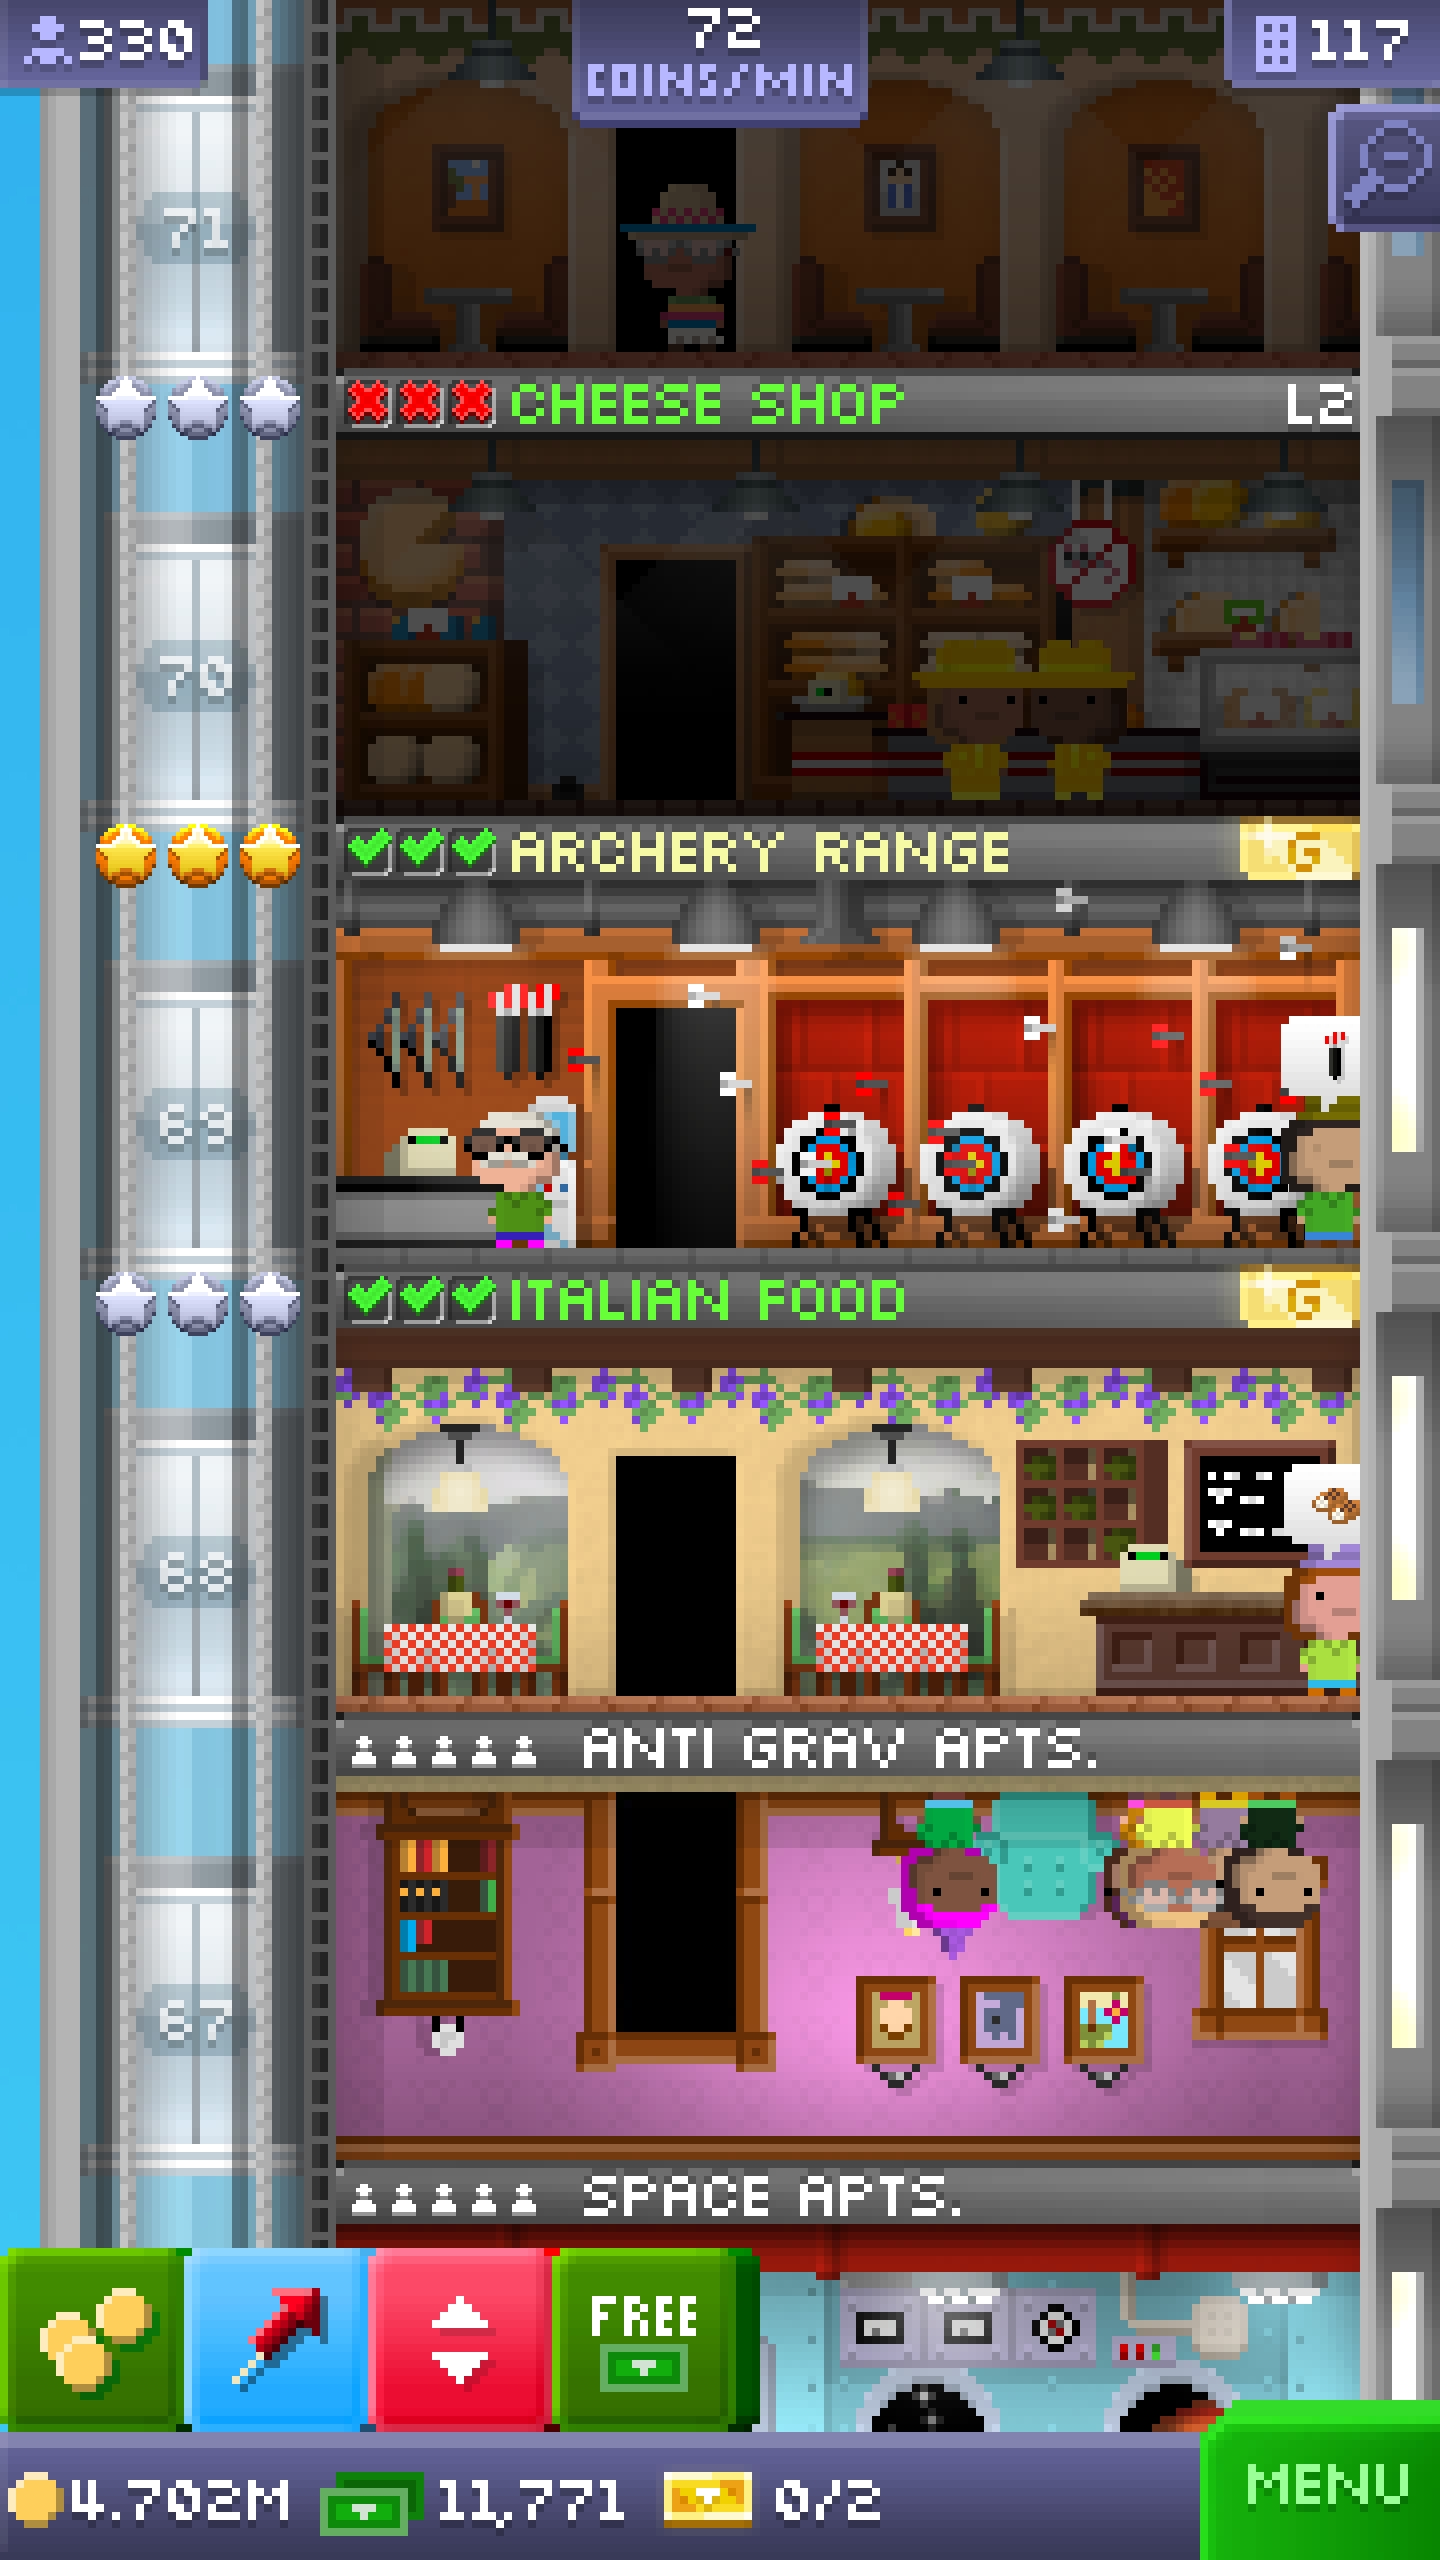 330
72
COINS/MIN
117
71
CHEESE SHOP L2
70
ARCHERY RANGE G
69
ITALIAN FOOD G
68
ANTI GRAV APTS.
67
SPACE APTS.
FREE
4.702M 11,771 0/2
MENU